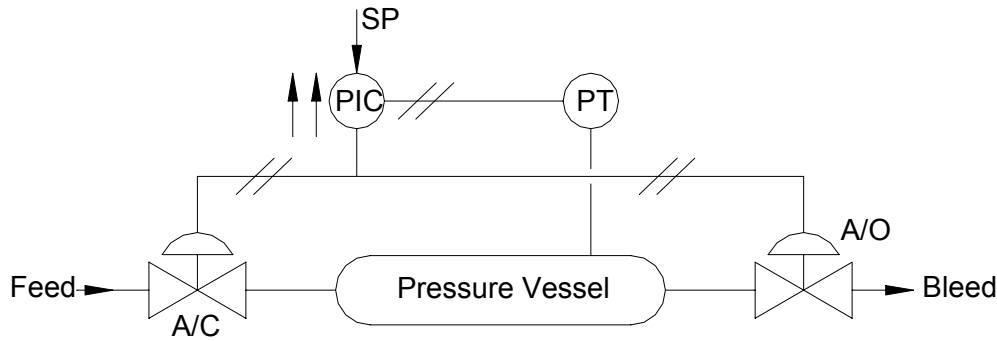 SP
PIC
PT
A/O
Feed
Pressure Vessel
Bleed
A/C